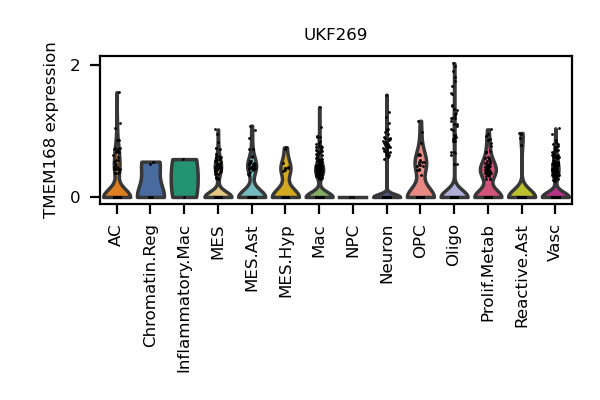 UKF269
TMEM168 expression
2
0
AC
Chromatin.Reg
Inflammatory.Mac
MES
MES.Ast
MES.Hyp
Mac
NPC
Neuron
OPC
Oligo
Prolif.Metab
Reactive.Ast
Vasc